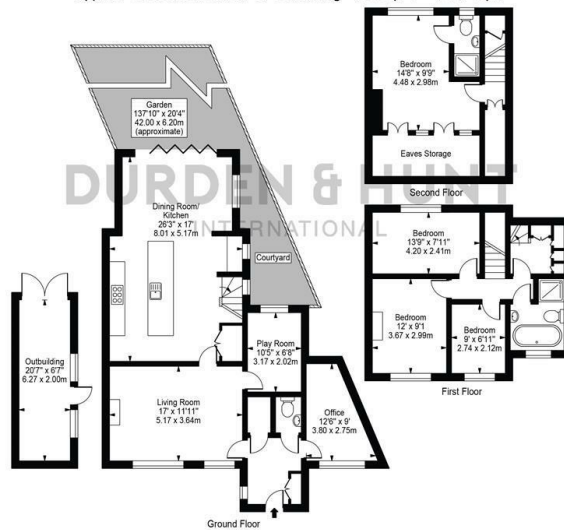 Garden
137'10" x 20'4"
42.00 x 6.20m
(approximate)
Bedroom
14'8" x 9'9"
4.48 x 2.98m
Eaves Storage
Second Floor
DURDEN & HUNT
INTERNATIONAL
Dining Room/
Kitchen
26'3" x 17'
8.01 x 5.17m
Courtyard
Bedroom
13'9" x 7'11"
4.20 x 2.41m
Bedroom
12' x 9'1
3.67 x 2.99m
Bedroom
9' x 6'11"
2.74 x 2.12m
First Floor
Outbuilding
20'7" x 6'7"
6.27 x 2.00m
Play Room
10'5" x 6'8"
3.17 x 2.02m
Living Room
17' x 11'11"
5.17 x 3.64m
Office
12'6" x 9'
3.80 x 2.75m
Ground Floor